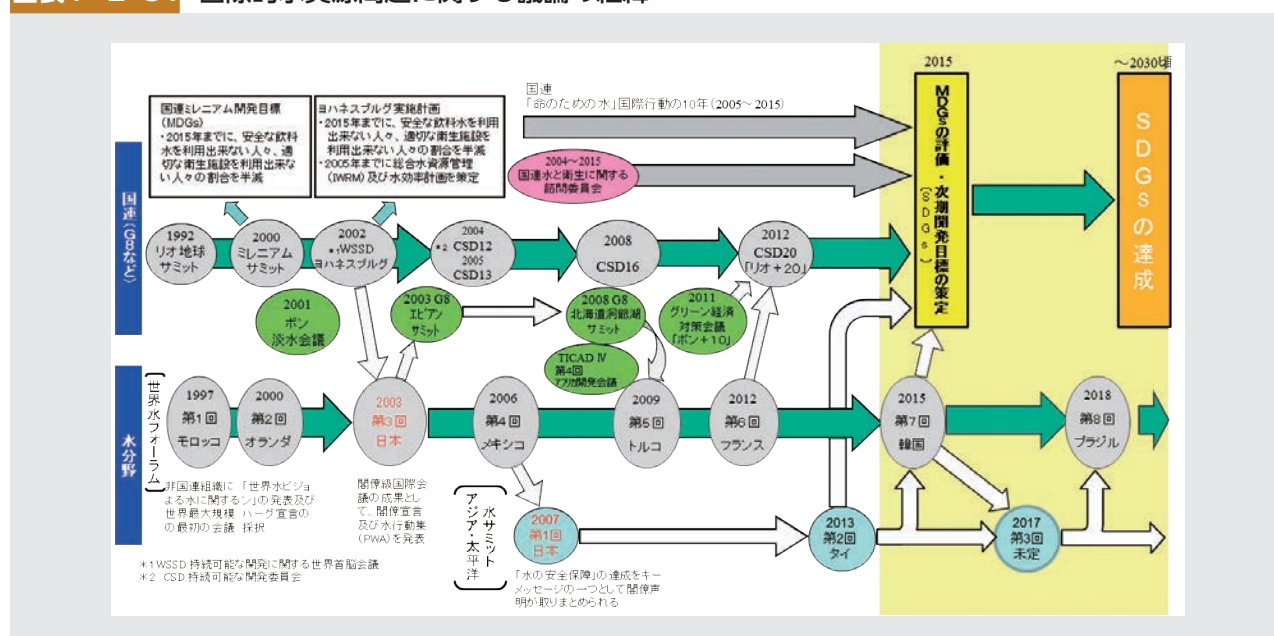 国際的水資源問題に関する議論の経緯
2015
～2030頃
国連
「命のための水」国際行動の10年（2005～2015）
国連ミレニアム開発目標
(MDGs)
・2015年までに、安全な飲料
水を利用出来ない人々、適
切な衛生施設を利用出来な
い人々の割合を半減
ヨハネスブルグ実施計画
・2015年までに、安全な飲料水を利用
出来ない人々、適切な衛生施設を
利用出来ない人々の割合を半減
・2005年までに総合水資源管理
(IWRM) 及び水効率計画を策定
2004～2015
国連水と衛生に関する
諮問委員会
MDGsの評価・次期開発目標の策定
(SDGs)
SDGsの達成
国連(G8など)
1992
リオ地球
サミット
2000
ミレニアム
サミット
2002
*1WSSD
ヨハネスブルグ
2004
*2 CSD12
2005
CSD13
2008
CSD16
2012
CSD20
「リオ+20」
2001
ボン
淡水会議
2003 G8
エビアン
サミット
2008 G8
北海道洞爺湖
サミット
2011
グリーン経済
対策会議
「ボン+10」
TICAD Ⅳ
第4回
アフリカ開発会議
水分野
[世界水フォーラム]
1997
第1回
モロッコ
2000
第2回
オランダ
2003
第3回
日本
2006
第4回
メキシコ
2009
第5回
トルコ
2012
第6回
フランス
2015
第7回
韓国
2018
第8回
ブラジル
非国連組織に
よる水に関する
世界最大規模
の最初の会議
「世界水ビジョ
ン」の発表及び
ハーグ宣言の
採択
閣僚級国際会
議の成果とし
て、閣僚宣言
及び水行動集
(PWA)を発表
[アジア・太平洋
水サミット]
2007
第1回
日本
2013
第2回
タイ
2017
第3回
未定
「水の安全保障」の達成をキー
メッセージの一つとして閣僚声
明が取りまとめられる
*1 WSSD 持続可能な開発に関する世界首脳会議
*2 CSD 持続可能な開発委員会